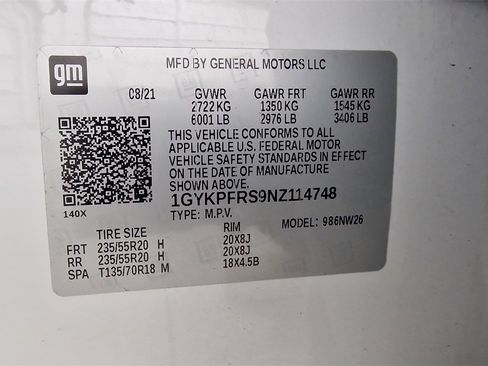 gm
MFD BY GENERAL MOTORS LLC
08/21 GVWR GAWR FRT GAWR RR
2722 KG 1350 KG 1545 KG
6001 LB 2976 LB 3406 LB
THIS VEHICLE CONFORMS TO ALL
APPLICABLE U.S. FEDERAL MOTOR
VEHICLE SAFETY STANDARDS IN EFFECT
ON THE DATE OF MANUFACTURE
SHOWN ABOVE.
1GYKPFRS9NZ114748
140X
TYPE: M.P.V. MODEL: 986NW26
TIRE SIZE RIM
FRT 235/55R20 H 20X8J
RR 235/55R20 H 20X8J
SPA T135/70R18 M 18X4.5B